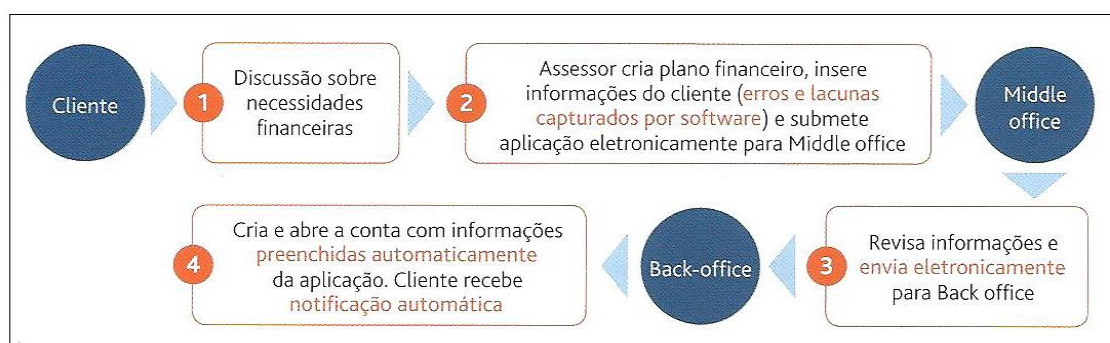 Cliente
1
Discussão sobre
necessidades
financeiras
2
Assessor cria plano financeiro, insere
informações do cliente (erros e lacunas
capturados por software) e submete
aplicação eletronicamente para Middle office
Middle
office
3
Revisa informações e
envia eletronicamente
para Back office
Back-office
4
Cria e abre a conta com informações
preenchidas automaticamente
da aplicação. Cliente recebe
notificação automática